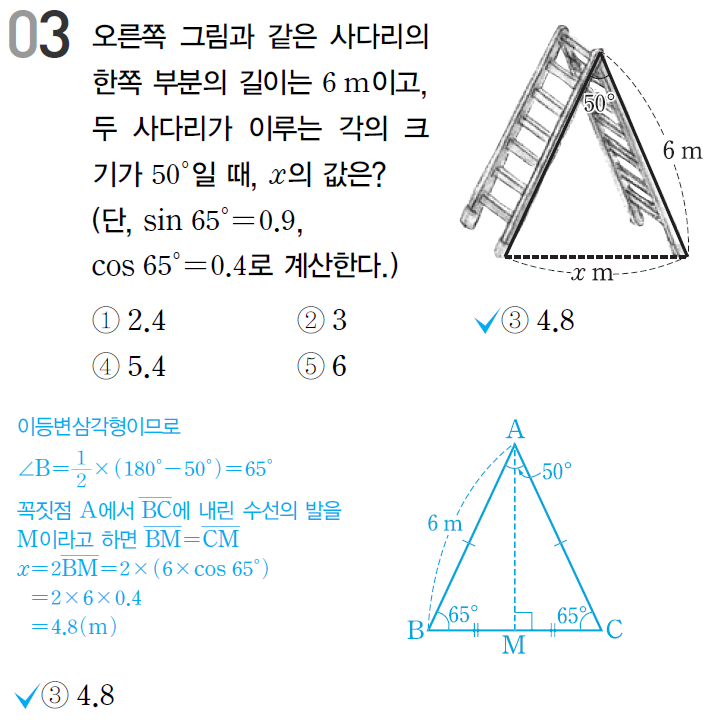 03 오른쪽 그림과 같은 사다리의
한쪽 부분의 길이는 6 m이고,
두 사다리가 이루는 각의 크
기가 50°일 때, x의 값은?
(단, sin 65°=0.9,
cos 65°=0.4로 계산한다.)
50°
6 m
x m
① 2.4 ② 3 ③ 4.8
④ 5.4 ⑤ 6
이등변삼각형이므로
∠B=1/2×(180°-50°)=65°
꼭짓점 A에서 B̅C̅에 내린 수선의 발을
M이라고 하면 B̅M̅=C̅M̅
x=2B̅M̅=2×(6×cos 65°)
=2×6×0.4
=4.8(m)
A
50°
6 m
65° 65°
B M C
③ 4.8